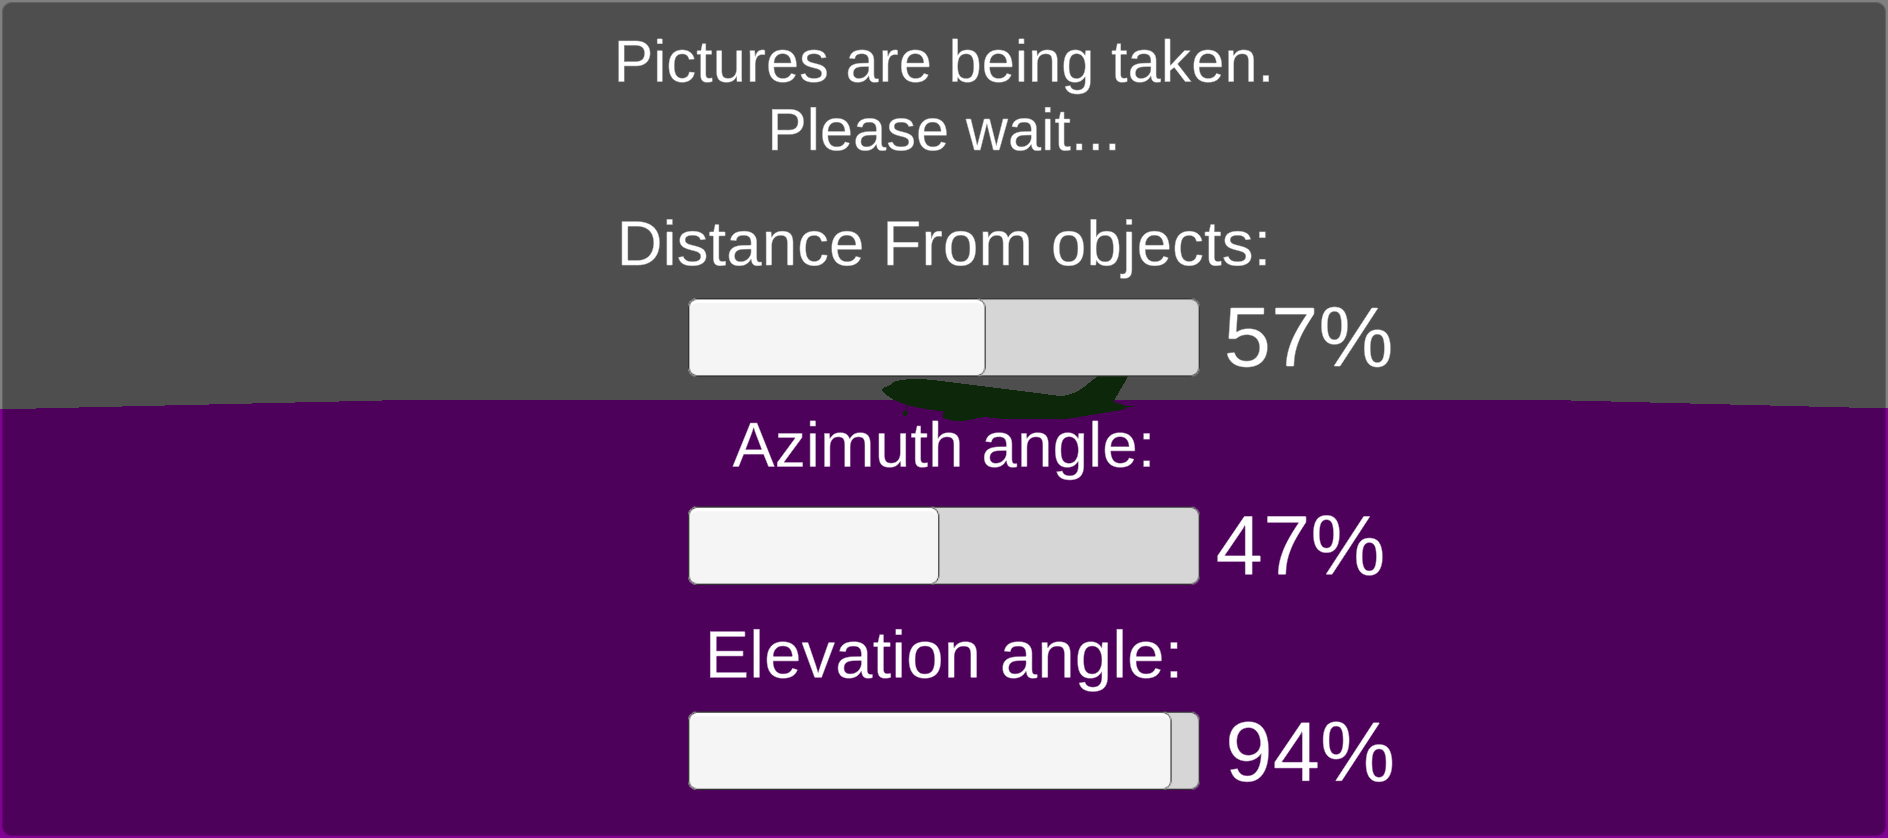 Pictures are being taken.
Please wait...
Distance From objects:
57%
Azimuth angle:
47%
Elevation angle:
94%